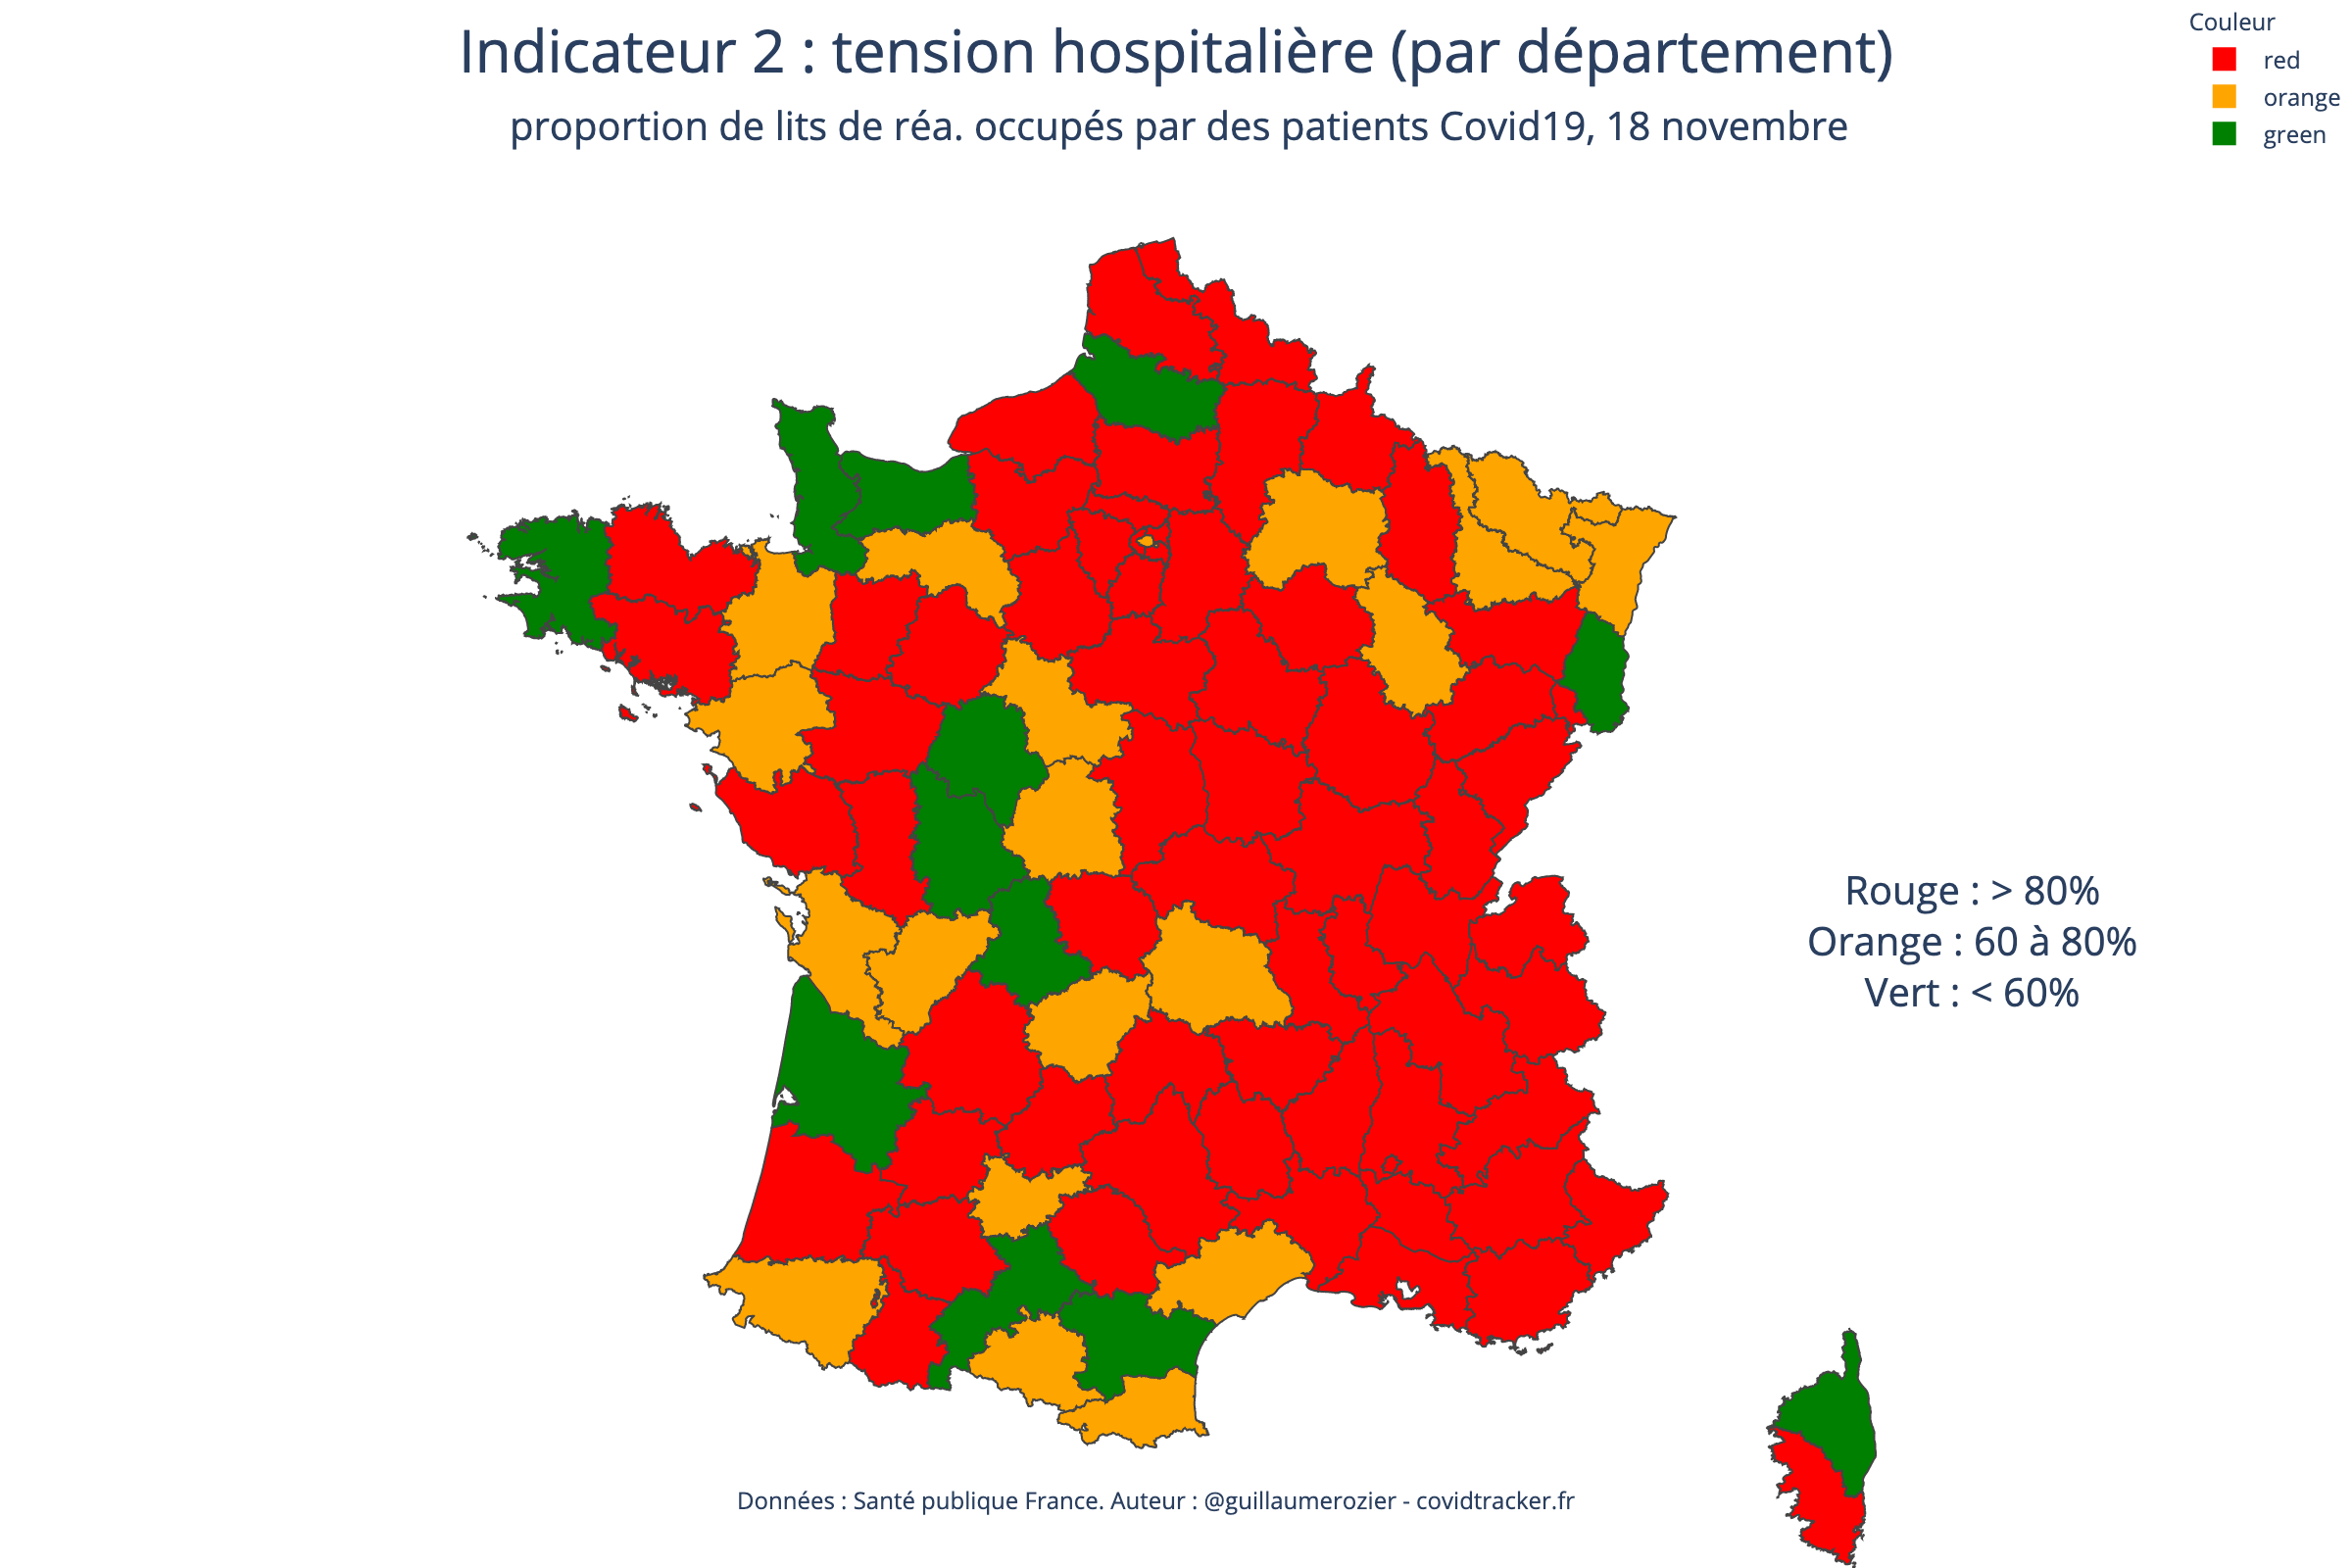 Indicateur 2 : tension hospitalière (par département)
proportion de lits de réa. occupés par des patients Covid19, 18 novembre
Couleur
red
orange
green
Rouge : > 80%
Orange : 60 à 80%
Vert : < 60%
Données : Santé publique France. Auteur : @guillaumerozier - covidtracker.fr